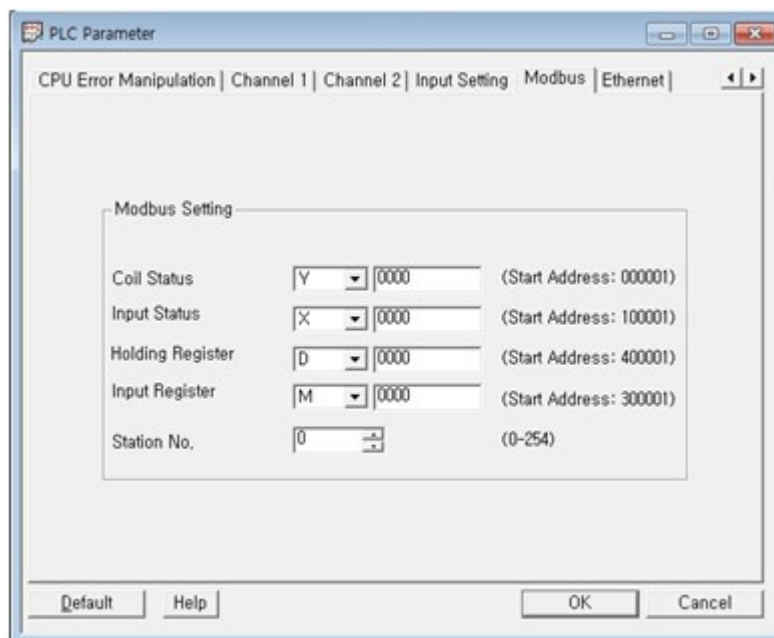 PLC Parameter
CPU Error Manipulation Channel 1 Channel 2 Input Setting Modbus Ethernet
Modbus Setting
Coil Status Y 0000 (Start Address: 000001)
Input Status X 0000 (Start Address: 100001)
Holding Register D 0000 (Start Address: 400001)
Input Register M 0000 (Start Address: 300001)
Station No. 0 (0-254)
Default Help OK Cancel